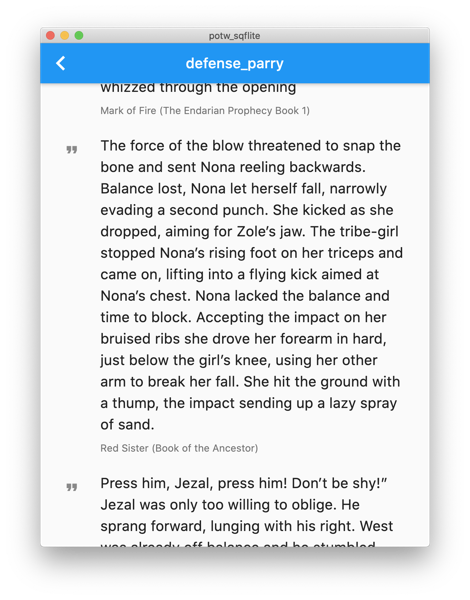 potw_sqflite
defense_parry
whizzed through the opening
Mark of Fire (The Endarian Prophecy Book 1)
The force of the blow threatened to snap the
bone and sent Nona reeling backwards.
Balance lost, Nona let herself fall, narrowly
evading a second punch. She kicked as she
dropped, aiming for Zole’s jaw. The tribe-girl
stopped Nona’s rising foot on her triceps and
came on, lifting into a flying kick aimed at
Nona’s chest. Nona lacked the balance and
time to block. Accepting the impact on her
bruised ribs she drove her forearm in hard,
just below the girl’s knee, using her other
arm to break her fall. She hit the ground with
a thump, the impact sending up a lazy spray
of sand.
Red Sister (Book of the Ancestor)
Press him, Jezal, press him! Don’t be shy!”
Jezal was only too willing to oblige. He
sprang forward, lunging with his right. West
was already off balance and he stumbled